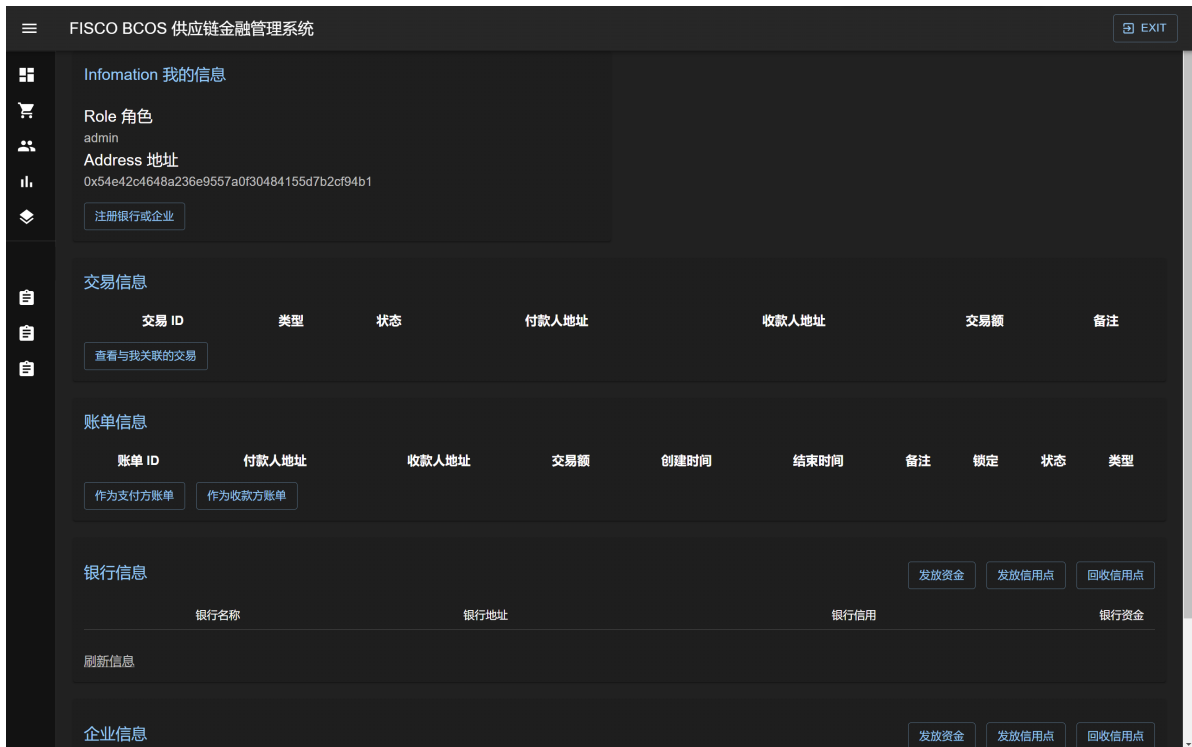 FISCO BCOS 供应链金融管理系统 EXIT
Infomation 我的信息
Role 角色
admin
Address 地址
0x54e42c4648a236e9557a0f30484155d7b2cf94b1
注册银行或企业
交易信息
交易 ID 类型 状态 付款人地址 收款人地址 交易额 备注
查看与我关联的交易
账单信息
账单 ID 付款人地址 收款人地址 交易额 创建时间 结束时间 备注 锁定 状态 类型
作为支付方账单 作为收款方账单
银行信息 发放资金 发放信用点 回收信用点
银行名称 银行地址 银行信用 银行资金
刷新信息
企业信息 发放资金 发放信用点 回收信用点